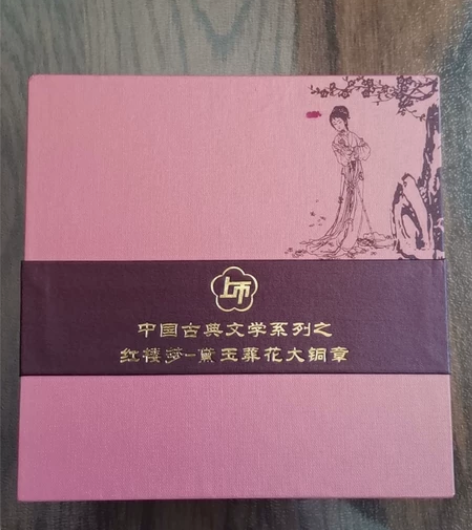 上币
中国古典文学系列之
红楼梦-黛玉葬花大铜章